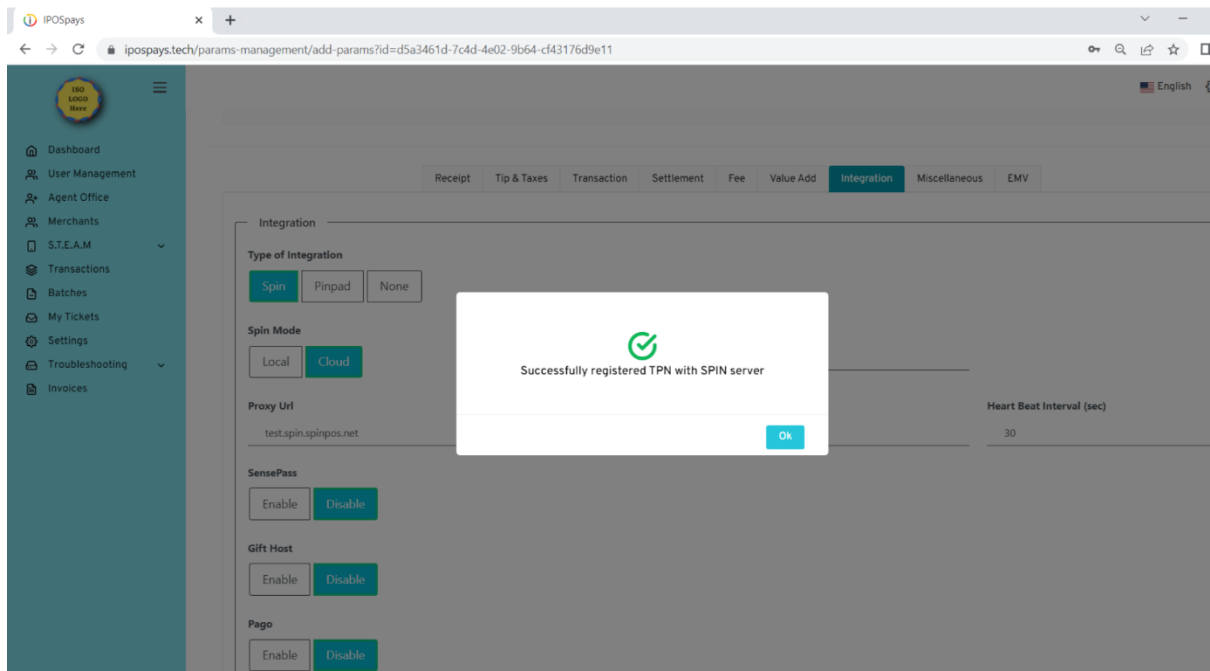 IPOSpays
ipospays.tech/params-management/add-params?id=d5a3461d-7c4d-4e02-9b64-cf43176d9e11
ISO
LOGO
Here
English
Dashboard
User Management
Agent Office
Merchants
S.T.E.A.M
Transactions
Batches
My Tickets
Settings
Troubleshooting
Invoices
Receipt Tip & Taxes Transaction Settlement Fee Value Add Integration Miscellaneous EMV
Integration
Type of Integration
Spin Pinpad None
Spin Mode
Local Cloud
Successfully registered TPN with SPIN server
Ok
Proxy Url Heart Beat Interval (sec)
test.spin.spinpos.net 30
SensePass
Enable Disable
Gift Host
Enable Disable
Pago
Enable Disable